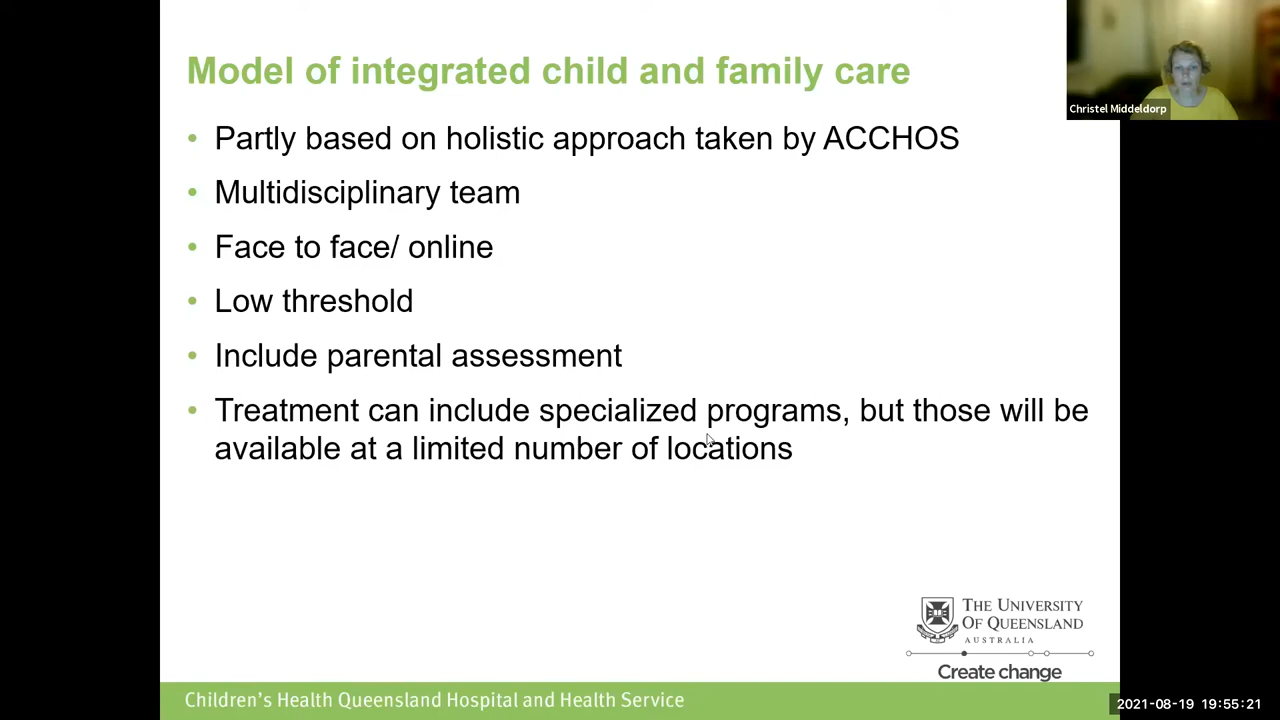 Model of integrated child and family care
Christel Middeldorp
• Partly based on holistic approach taken by ACCHOS
• Multidisciplinary team
• Face to face/ online
• Low threshold
• Include parental assessment
• Treatment can include specialized programs, but those will be
available at a limited number of locations
THE UNIVERSITY
OF QUEENSLAND
AUSTRALIA
Create change
Children's Health Queensland Hospital and Health Service
2021-08-19 19:55:21